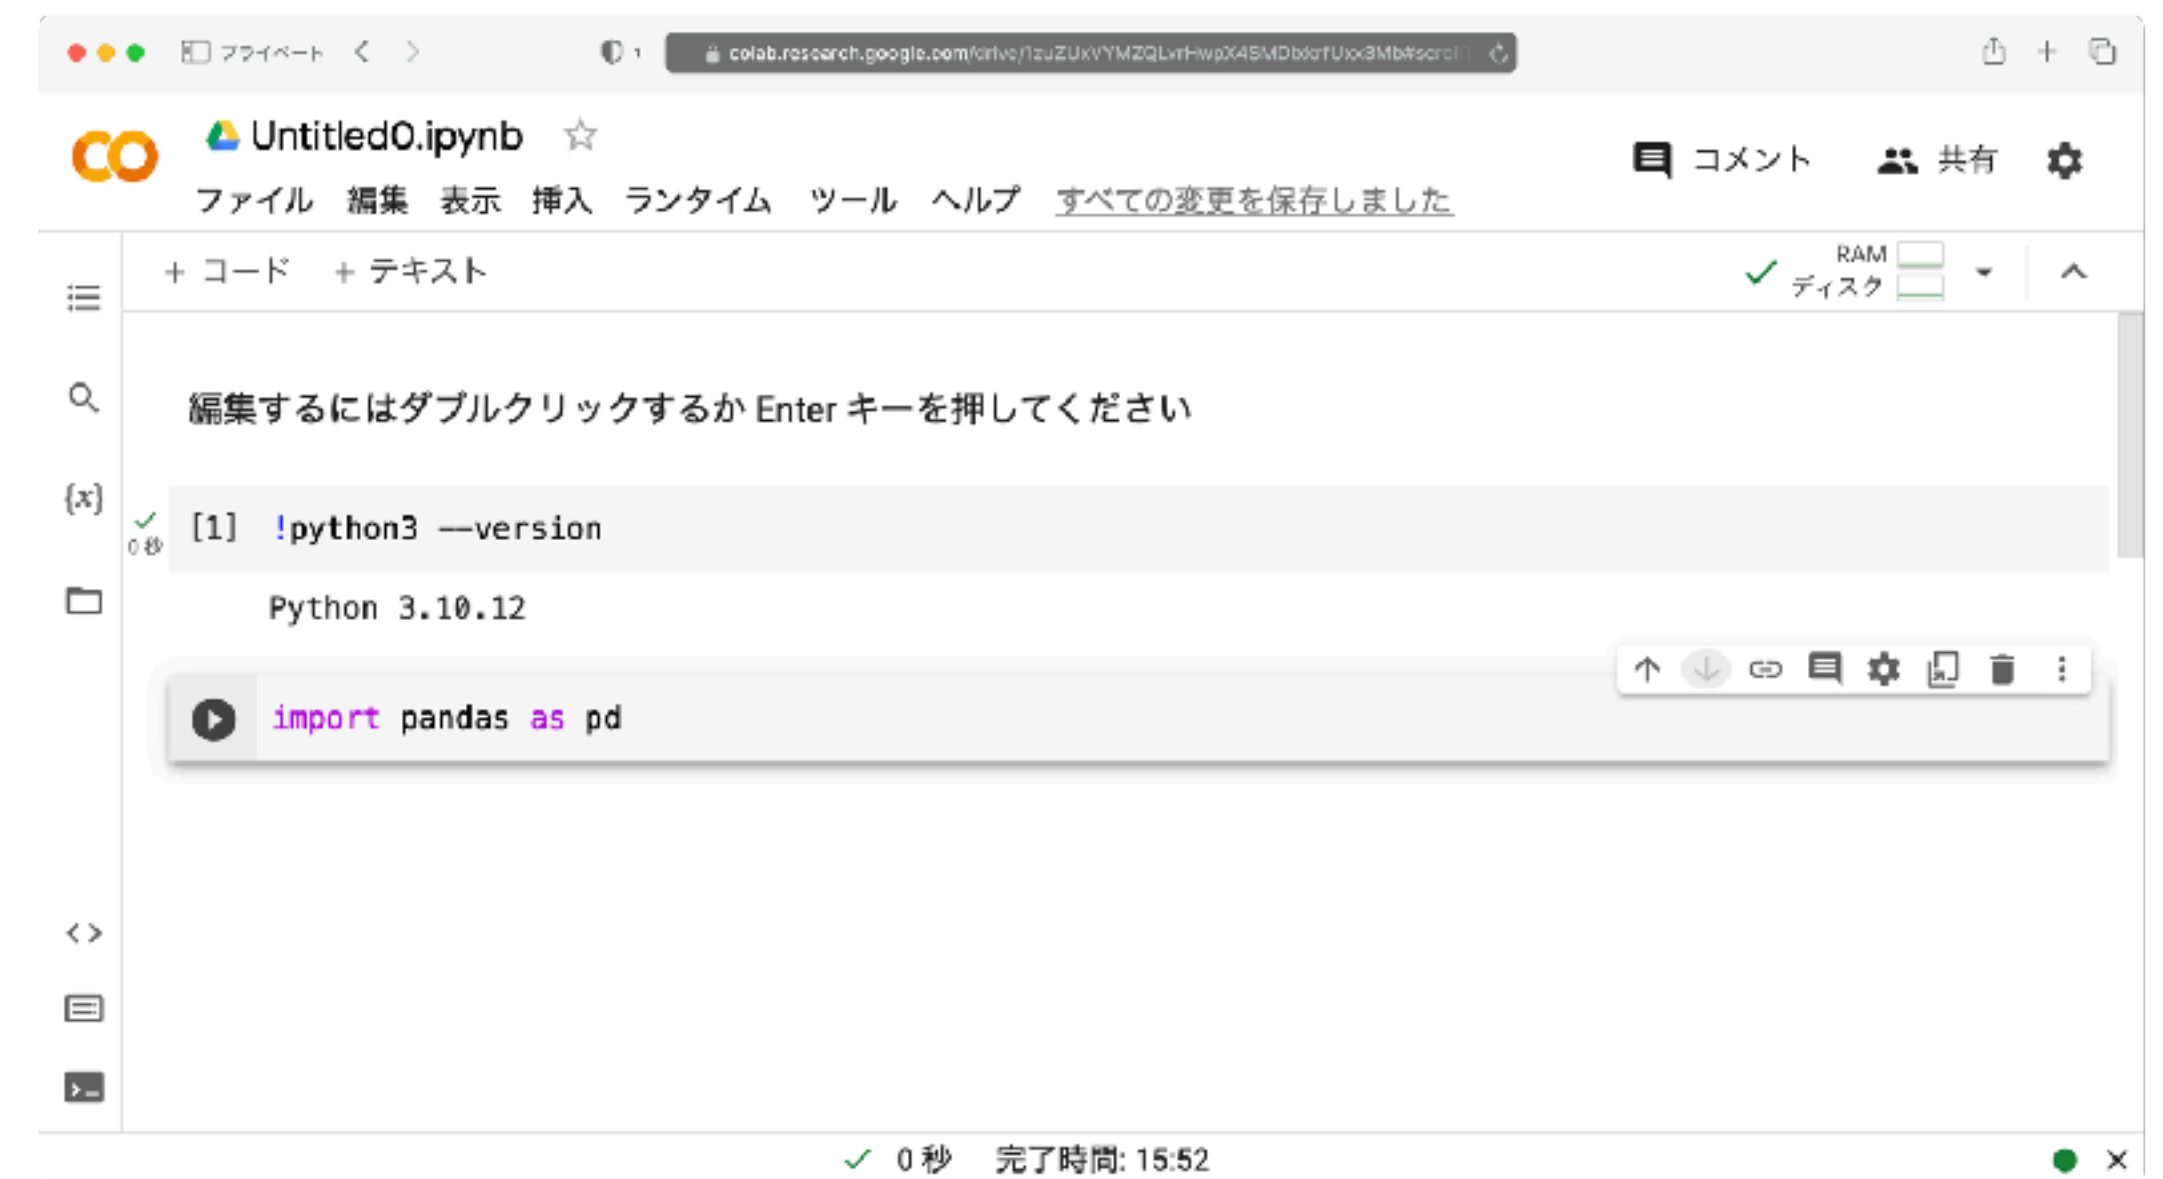 プライベート
1
Untitled0.ipynb
コメント 共有
ファイル 編集 表示 挿入 ランタイム ツール ヘルプ すべての変更を保存しました
+ コード + テキスト
RAM
ディスク
編集するにはダブルクリックするか Enter キーを押してください
{x}
0 秒
[1] !python3 --version
Python 3.10.12
import pandas as pd
0 秒 完了時間: 15:52